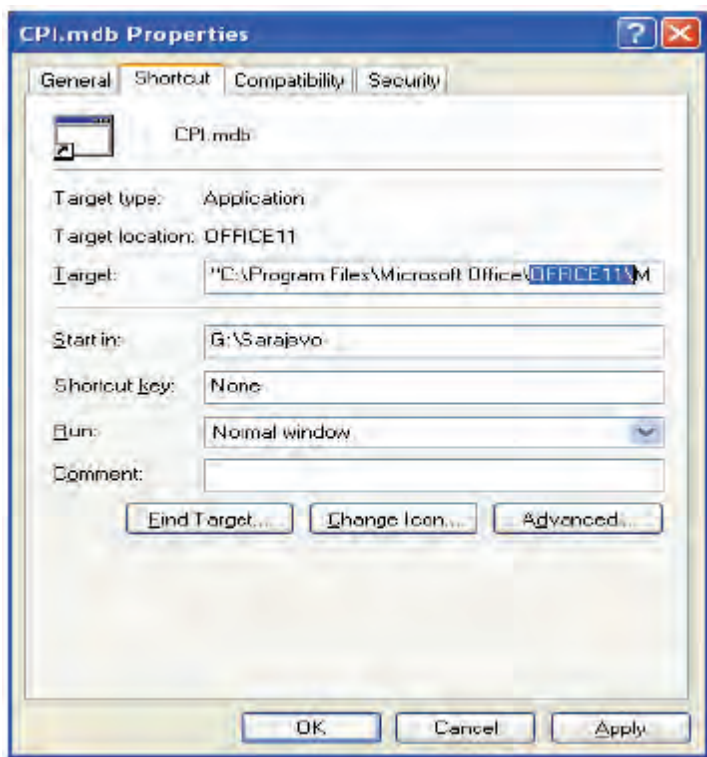 CPI.mdb Properties
General Shortcut Compatibility Security
CPI.mdb
Target type: Application
Target location: OFFICE11
Target: "C:\Program Files\Microsoft Office\OFFICE11\M
Start in: G:\Sarajevo
Shortcut key: None
Run: Normal window
Comment:
Find Target... Change Icon... Advanced...
OK Cancel Apply